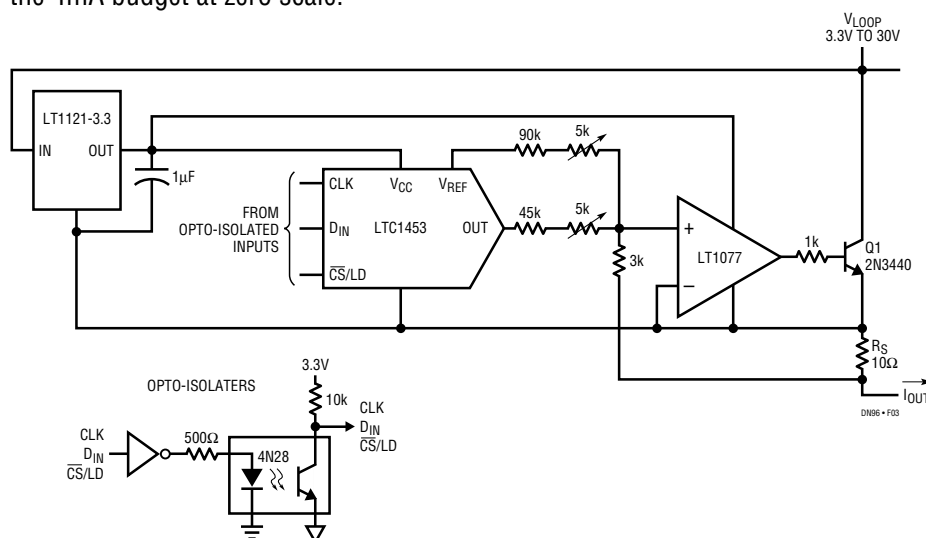 the 4mA budget at zero scale.
VLOOP
3.3V TO 30V
LT1121-3.3
IN
OUT
1µF
FROM
OPTO-ISOLATED
INPUTS
CLK
DIN
CS/LD
VCC
VREF
LTC1453
OUT
90k
5k
45k
5k
3k
+
−
LT1077
1k
Q1
2N3440
RS
10Ω
IOUT
DN96 • F03
OPTO-ISOLATERS
3.3V
10k
CLK
DIN
CS/LD
CLK
DIN
CS/LD
500Ω
4N28